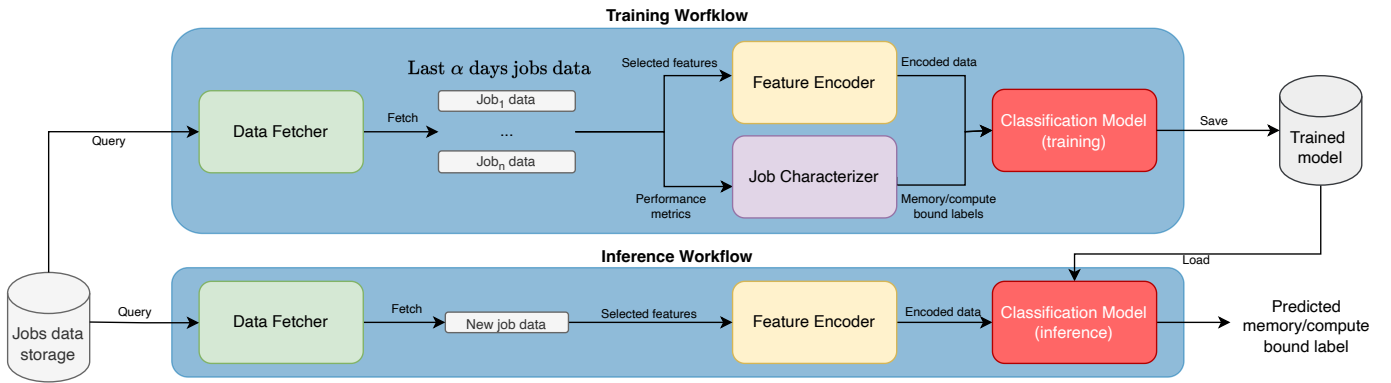 Training Worfklow
Last α days jobs data
Selected features
Feature Encoder
Encoded data
Job₁ data
Data Fetcher
Fetch
...
Query
Job_n data
Classification Model
(training)
Save
Trained
model
Job Characterizer
Performance
metrics
Memory/compute
bound labels
Inference Workflow
Load
Jobs data
storage
Query
Data Fetcher
Fetch
New job data
Selected features
Feature Encoder
Encoded data
Classification Model
(inference)
Predicted
memory/compute
bound label